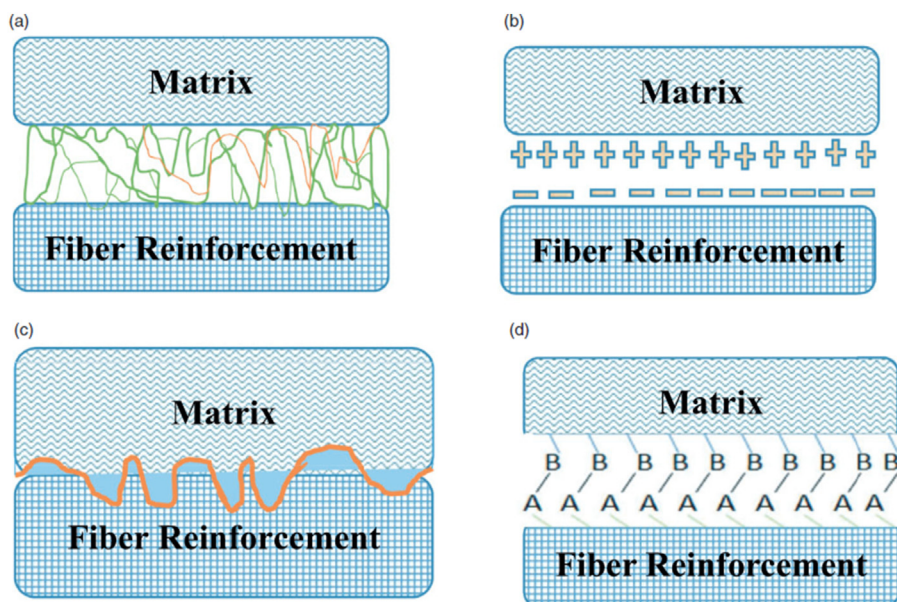 (a)
Matrix
Fiber Reinforcement
(b)
Matrix
Fiber Reinforcement
(c)
Matrix
Fiber Reinforcement
(d)
Matrix
B B B B B B B B B
A A A A A A A A A
Fiber Reinforcement